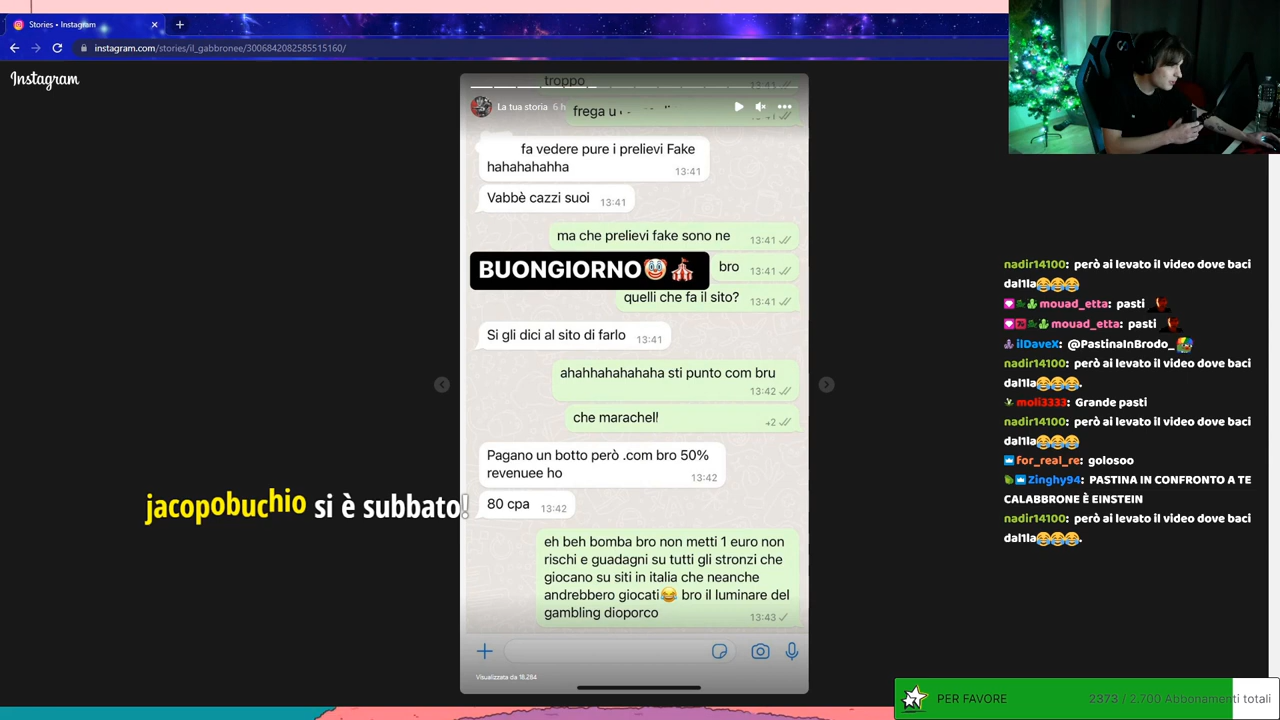 Stories • Instagram
instagram.com/stories/il_gabbronee/3006842082585515160/
Instagram
troppo
La tua storia 6 h
frega u
fa vedere pure i prelievi Fake
hahahahahha
13:41
Vabbè cazzi suoi 13:41
ma che prelievi fake sono ne 13:41
BUONGIORNO🤡🎪
bro 13:41
quelli che fa il sito? 13:41
Si gli dici al sito di farlo 13:41
ahahhahahahaha sti punto com bru
13:42
che marachel!
Pagano un botto però .com bro 50%
revenuee ho 13:42
80 cpa 13:42
eh beh bomba bro non metti 1 euro non
rischi e guadagni su tutti gli stronzi che
giocano su siti in italia che neanche
andrebbero giocati😂 bro il luminare del
gambling dioporco 13:43
Visualizzata da 18.284
jacopobuchio si è subbato!
nadir14100: però ai levato il video dove baci
dal1la😂😂😂
mouad_etta: pasti
mouad_etta: pasti
ilDaveX: @PastinaInBrodo_
nadir14100: però ai levato il video dove baci
dal1la😂😂😂.
moli3333: Grande pasti
nadir14100: però ai levato il video dove baci
dal1la😂😂😂
for_real_re: golosoo
Zinghy94: PASTINA IN CONFRONTO A TE
CALABBRONE È EINSTEIN
nadir14100: però ai levato il video dove baci
dal1la😂😂😂.
PER FAVORE 2373 / 2.700 Abbonamenti totali